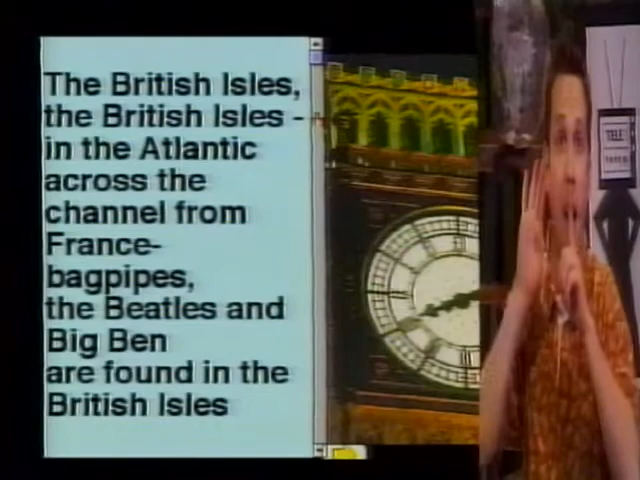 The British Isles,
the British Isles -
in the Atlantic
across the
channel from
France-
bagpipes,
the Beatles and
Big Ben
are found in the
British Isles
TELE